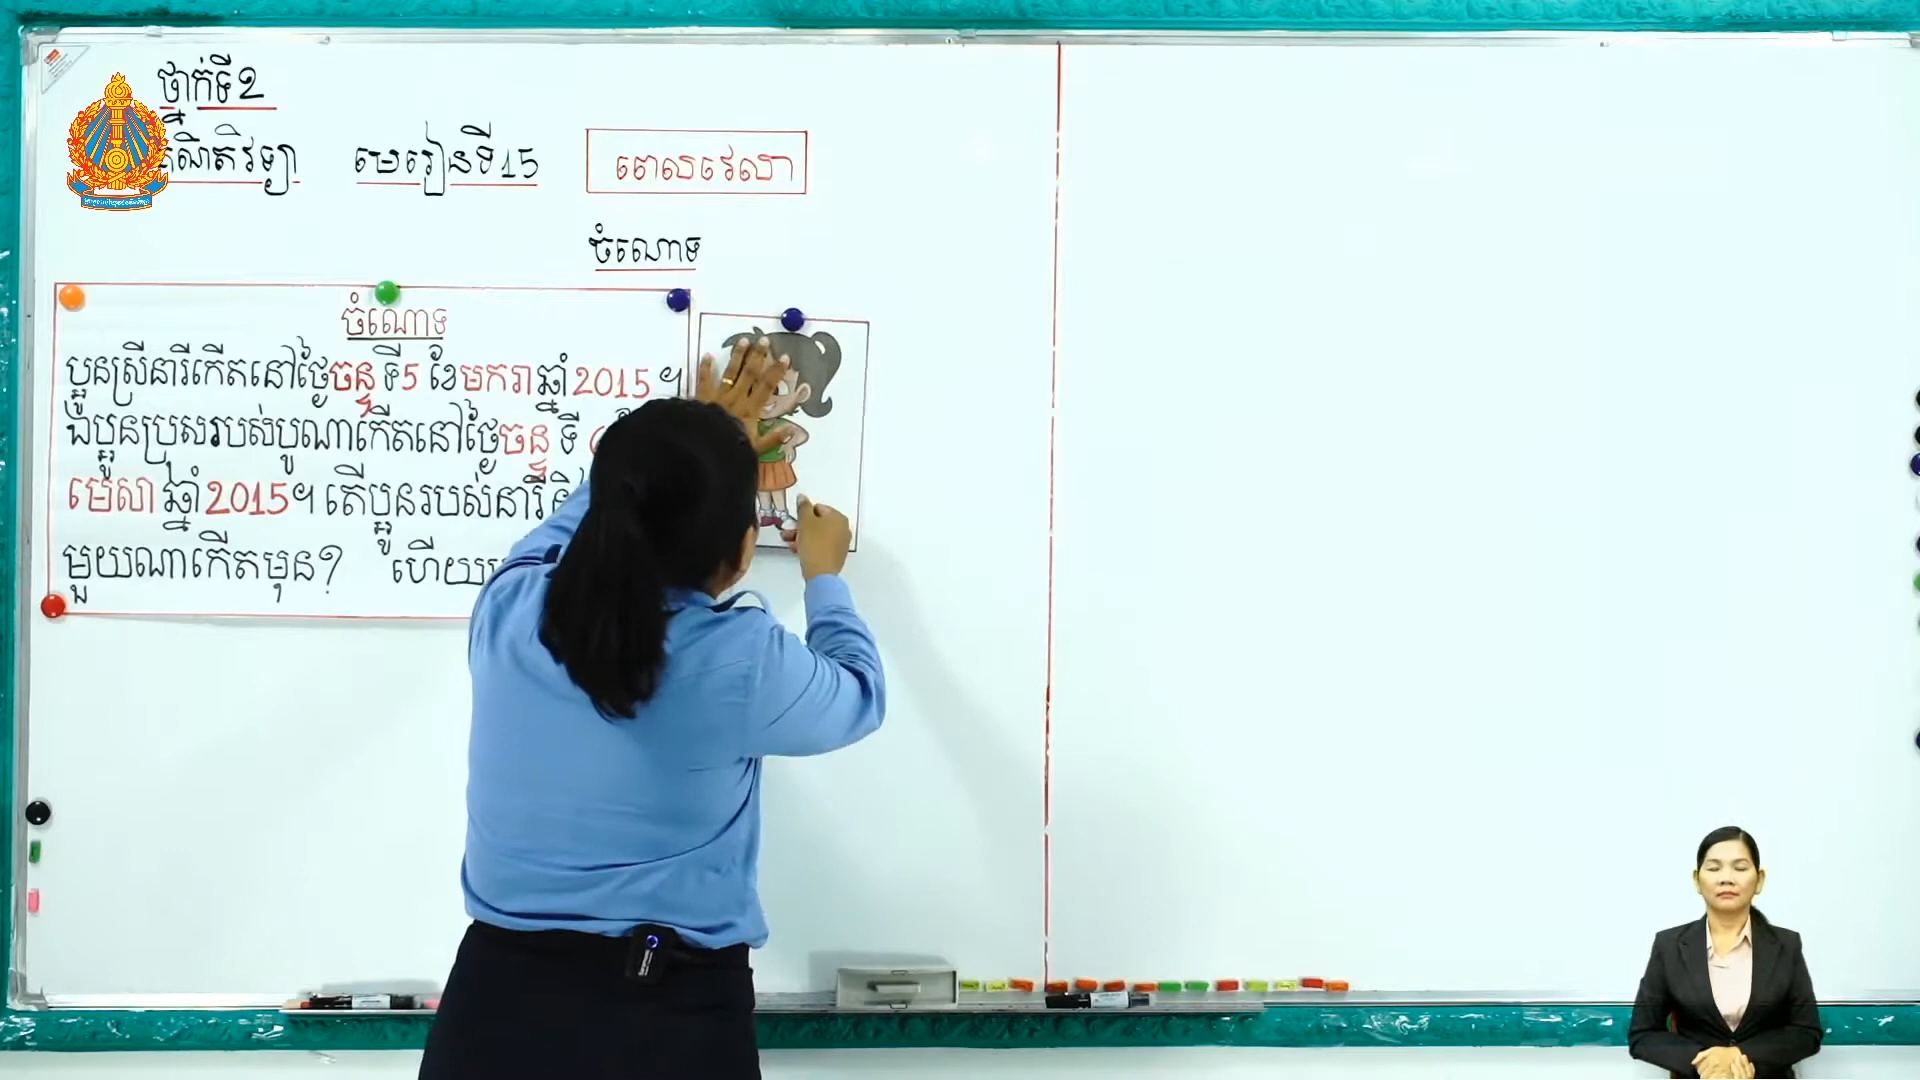 ថ្នាក់ទី២
គណិតវិទ្យា មេរៀនទី15 ពេលវេលា
ចំណោទ
ចំណោទ
ប្អូនស្រីនារីកើតនៅថ្ងៃចន្ទ ទី5 ខែមករាឆ្នាំ 2015 ។
ឯប្អូនប្រុសរបស់បូណាកើតនៅថ្ងៃចន្ទ ទី
មេសា ឆ្នាំ 2015។ តើប្អូនរបស់នារី
មួយណាកើតមុន? ហើយ